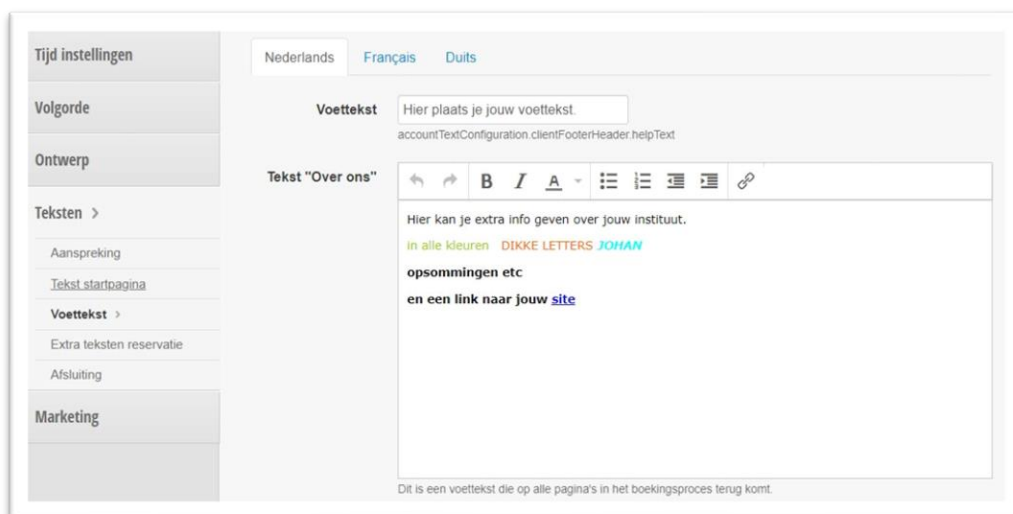 Tijd instellingen
Volgorde
Ontwerp
Teksten >
Aanspreking
Tekst startpagina
Voettekst >
Extra teksten reservatie
Afsluiting
Marketing
Nederlands Français Duits
Voettekst Hier plaats je jouw voettekst.
accountTextConfiguration.clientFooterHeader.helpText
Tekst "Over ons"
B I A
Hier kan je extra info geven over jouw instituut.
in alle kleuren DIKKE LETTERS JOHAN
opsommingen etc
en een link naar jouw site
Dit is een voettekst die op alle pagina's in het boekingsproces terug komt.